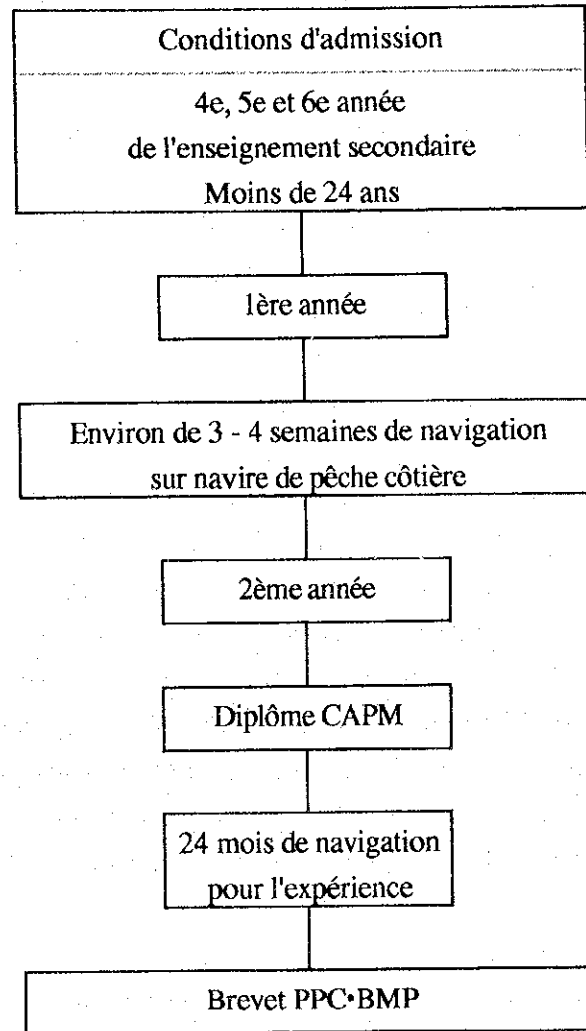 Conditions d'admission
4e, 5e et 6e année
de l'enseignement secondaire
Moins de 24 ans
1ère année
Environ de 3 - 4 semaines de navigation
sur navire de pêche côtière
2ème année
Diplôme CAPM
24 mois de navigation
pour l'expérience
Brevet PPC•BMP